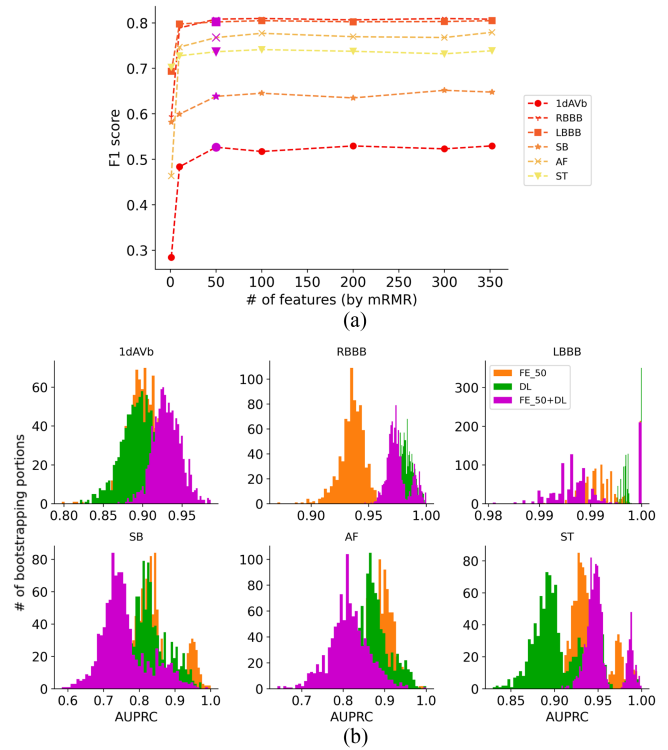 0.8
0.7
0.6
0.5
0.4
0.3
F1 score
0 50 100 150 200 250 300 350
# of features (by mRMR)
1dAVb
RBBB
LBBB
SB
AF
ST
(a)
# of bootstrapping portions
1dAVb
60
40
20
0
0.80 0.85 0.90 0.95
RBBB
100
80
60
40
20
0
0.90 0.95 1.00
LBBB
300
200
100
0
0.98 0.99 0.99 1.00
FE_50
DL
FE_50+DL
SB
80
60
40
20
0
0.6 0.7 0.8 0.9 1.0
AUPRC
AF
100
80
60
40
20
0
0.7 0.8 0.9 1.0
AUPRC
ST
80
60
40
20
0
0.85 0.90 0.95 1.00
AUPRC
(b)